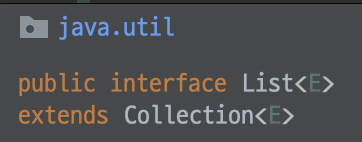 java.util
public interface List<E>
extends Collection<E>